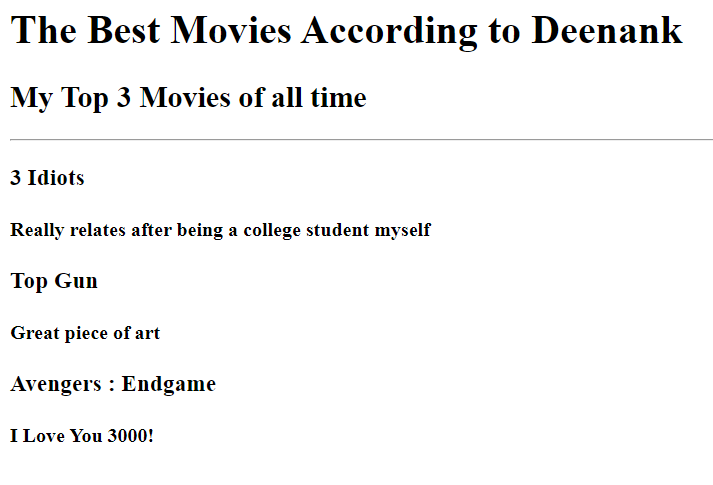 The Best Movies According to Deenank
My Top 3 Movies of all time
3 Idiots
Really relates after being a college student myself
Top Gun
Great piece of art
Avengers : Endgame
I Love You 3000!